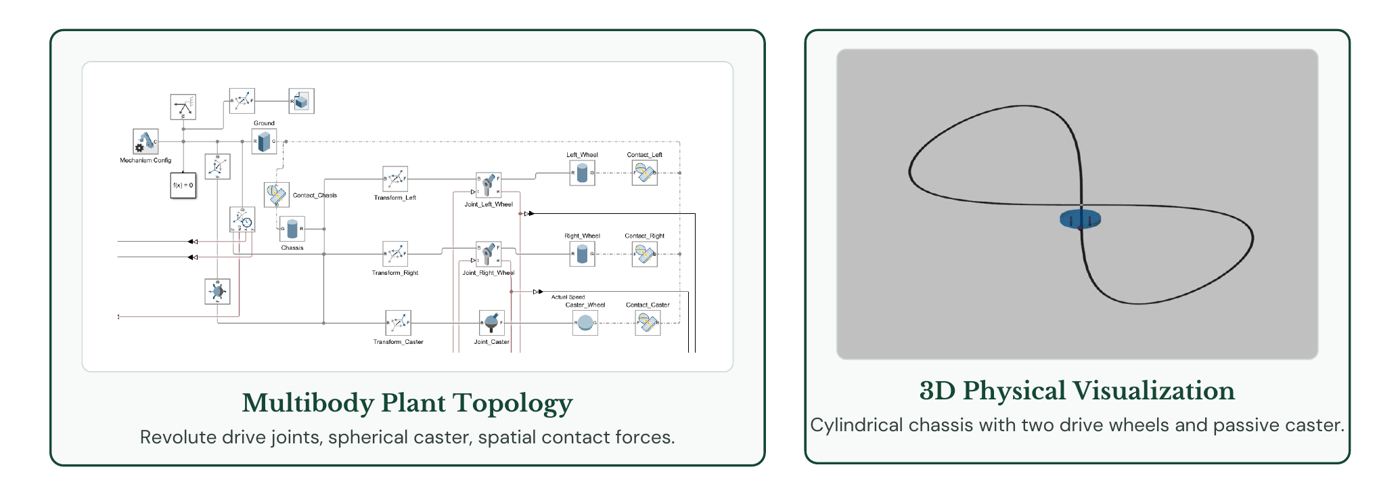 Ground
Mechanism Config
f(x) = 0
Contact_Chasis
Chassis
Transform_Left
Joint_Left_Wheel
Left_Wheel
Contact_Left
Transform_Right
Joint_Right_Wheel
Right_Wheel
Contact_Right
Actual Speed
Caster_Wheel
Contact_Caster
Transform_Caster
Joint_Caster
Multibody Plant Topology
Revolute drive joints, spherical caster, spatial contact forces.
3D Physical Visualization
Cylindrical chassis with two drive wheels and passive caster.